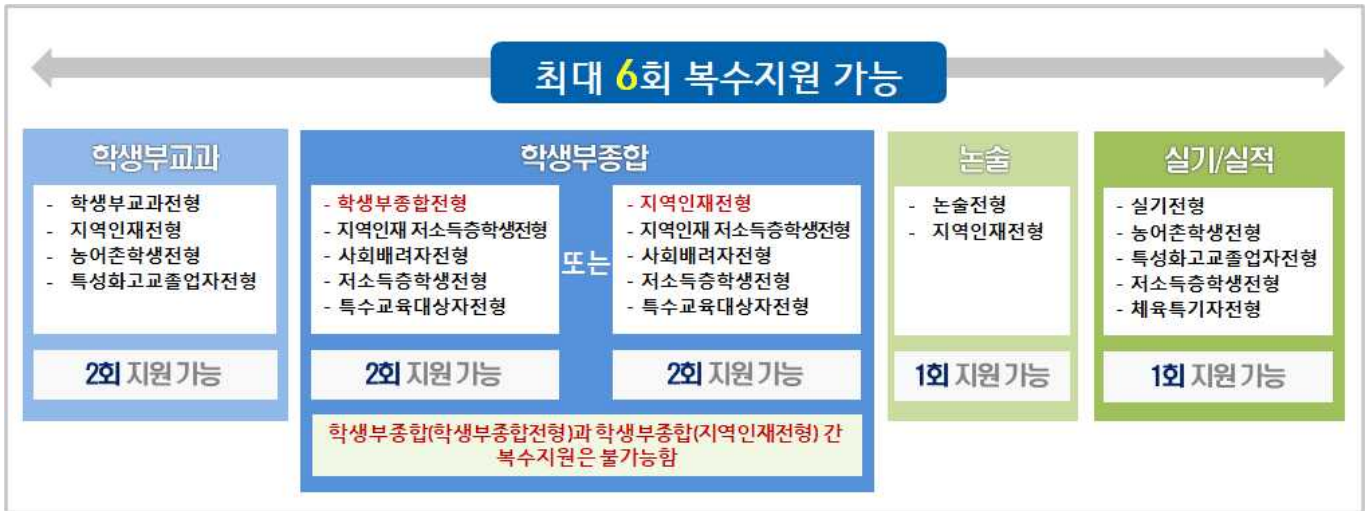 최대 6회 복수지원 가능
학생부교과
- 학생부교과전형
- 지역인재전형
- 농어촌학생전형
- 특성화고교졸업자전형
2회 지원 가능
학생부종합
- 학생부종합전형
- 지역인재 저소득층학생전형
- 사회배려자전형
- 저소득층학생전형
- 특수교육대상자전형
2회 지원 가능
또는
- 지역인재전형
- 지역인재 저소득층학생전형
- 사회배려자전형
- 저소득층학생전형
- 특수교육대상자전형
2회 지원 가능
학생부종합(학생부종합전형)과 학생부종합(지역인재전형) 간
복수지원은 불가능함
논술
- 논술전형
- 지역인재전형
1회 지원 가능
실기/실적
- 실기전형
- 농어촌학생전형
- 특성화고교졸업자전형
- 저소득층학생전형
- 체육특기자전형
1회 지원 가능